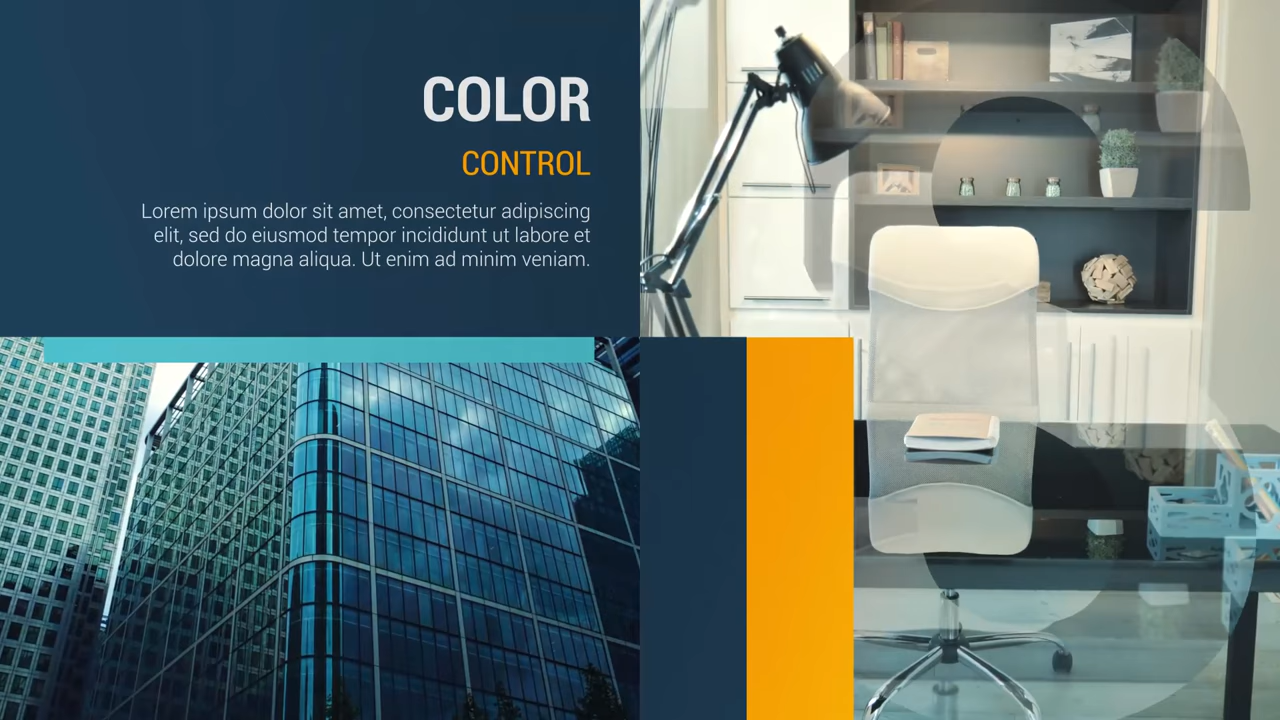 COLOR
CONTROL
Lorem ipsum dolor sit amet, consectetur adipiscing
elit, sed do eiusmod tempor incididunt ut labore et
dolore magna aliqua. Ut enim ad minim veniam.